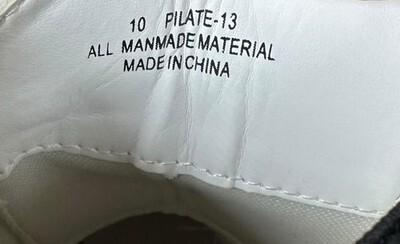 10 PILATE-13
ALL MANMADE MATERIAL
MADE IN CHINA